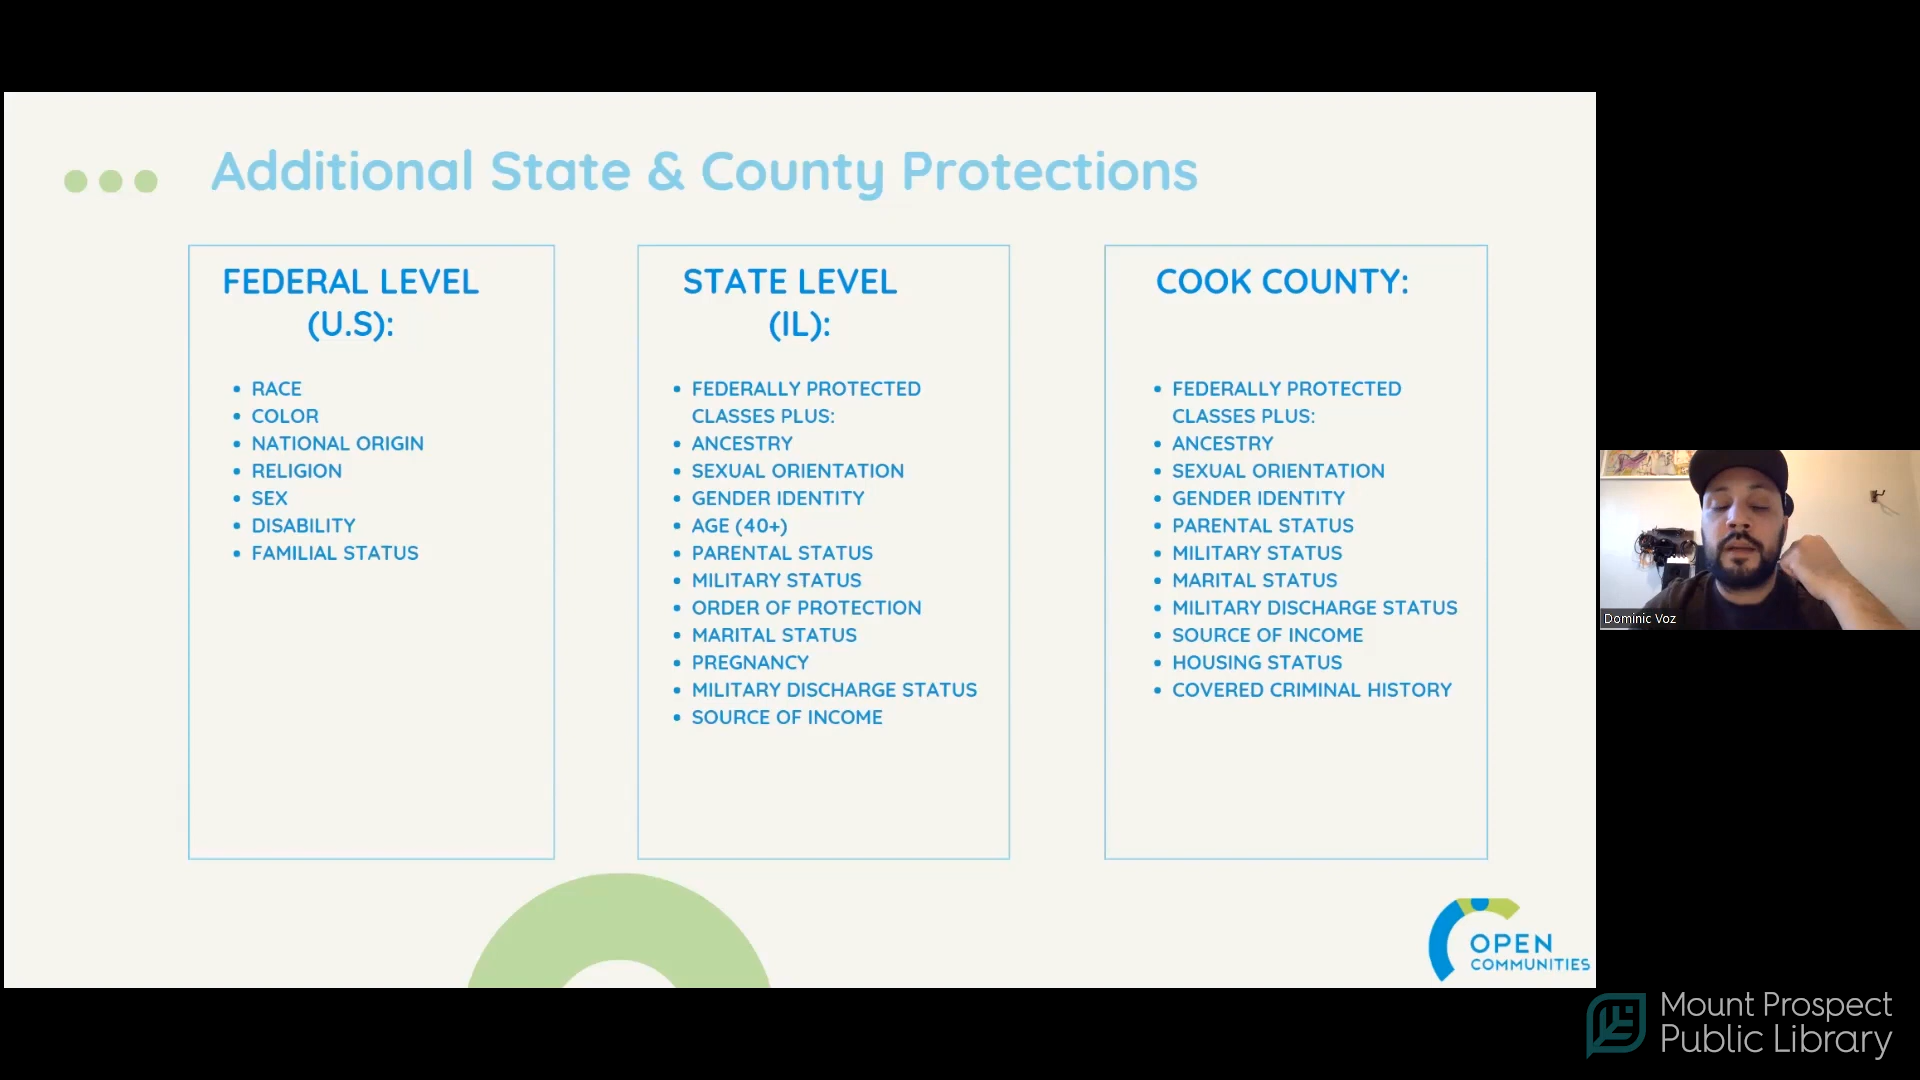 Additional State & County Protections
FEDERAL LEVEL
(U.S):
• RACE
• COLOR
• NATIONAL ORIGIN
• RELIGION
• SEX
• DISABILITY
• FAMILIAL STATUS
STATE LEVEL
(IL):
• FEDERALLY PROTECTED
CLASSES PLUS:
• ANCESTRY
• SEXUAL ORIENTATION
• GENDER IDENTITY
• AGE (40+)
• PARENTAL STATUS
• MILITARY STATUS
• ORDER OF PROTECTION
• MARITAL STATUS
• PREGNANCY
• MILITARY DISCHARGE STATUS
• SOURCE OF INCOME
COOK COUNTY:
• FEDERALLY PROTECTED
CLASSES PLUS:
• ANCESTRY
• SEXUAL ORIENTATION
• GENDER IDENTITY
• PARENTAL STATUS
• MILITARY STATUS
• MARITAL STATUS
• MILITARY DISCHARGE STATUS
• SOURCE OF INCOME
• HOUSING STATUS
• COVERED CRIMINAL HISTORY
Dominic Voz
OPEN
COMMUNITIES
Mount Prospect
Public Library